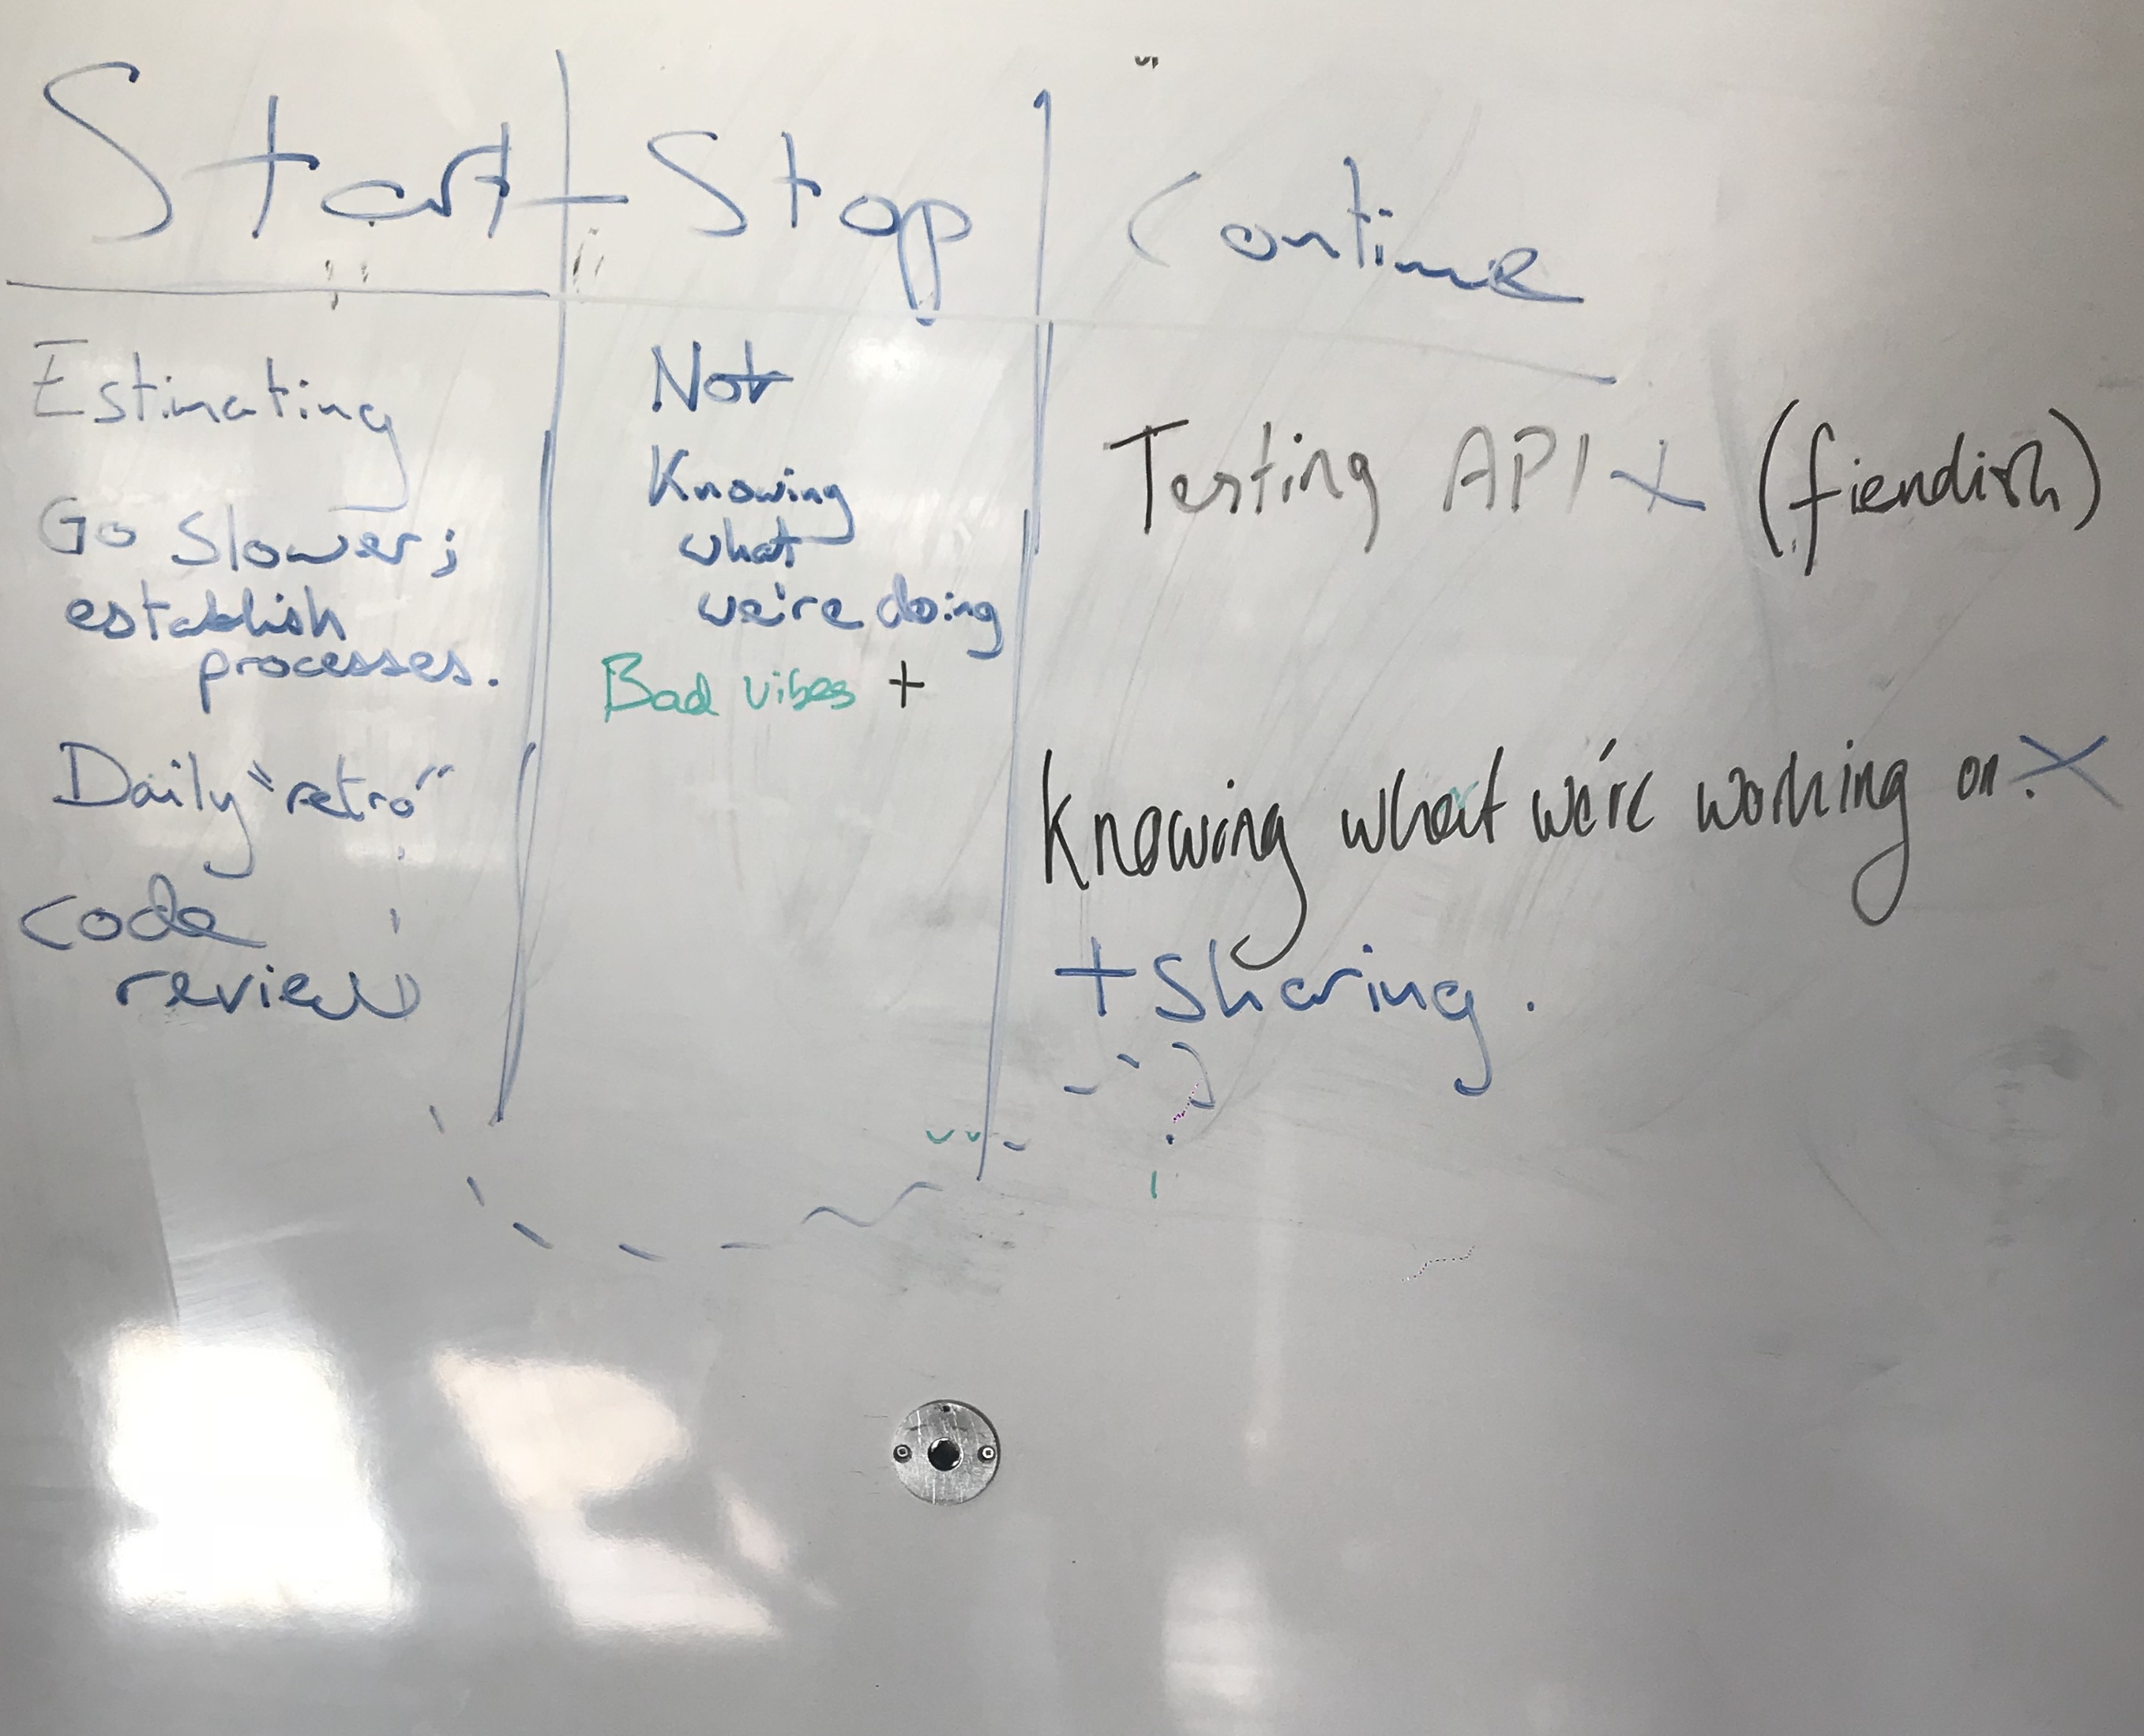 Start Stop Continue
Estimating
Go Slower;
establish
processes.
Daily "retro"
Code
review
Not
Knowing
what
we're doing
Bad vibes +
Testing API x (fiendish)
Knowing what we're working on. x
+ Sharing.